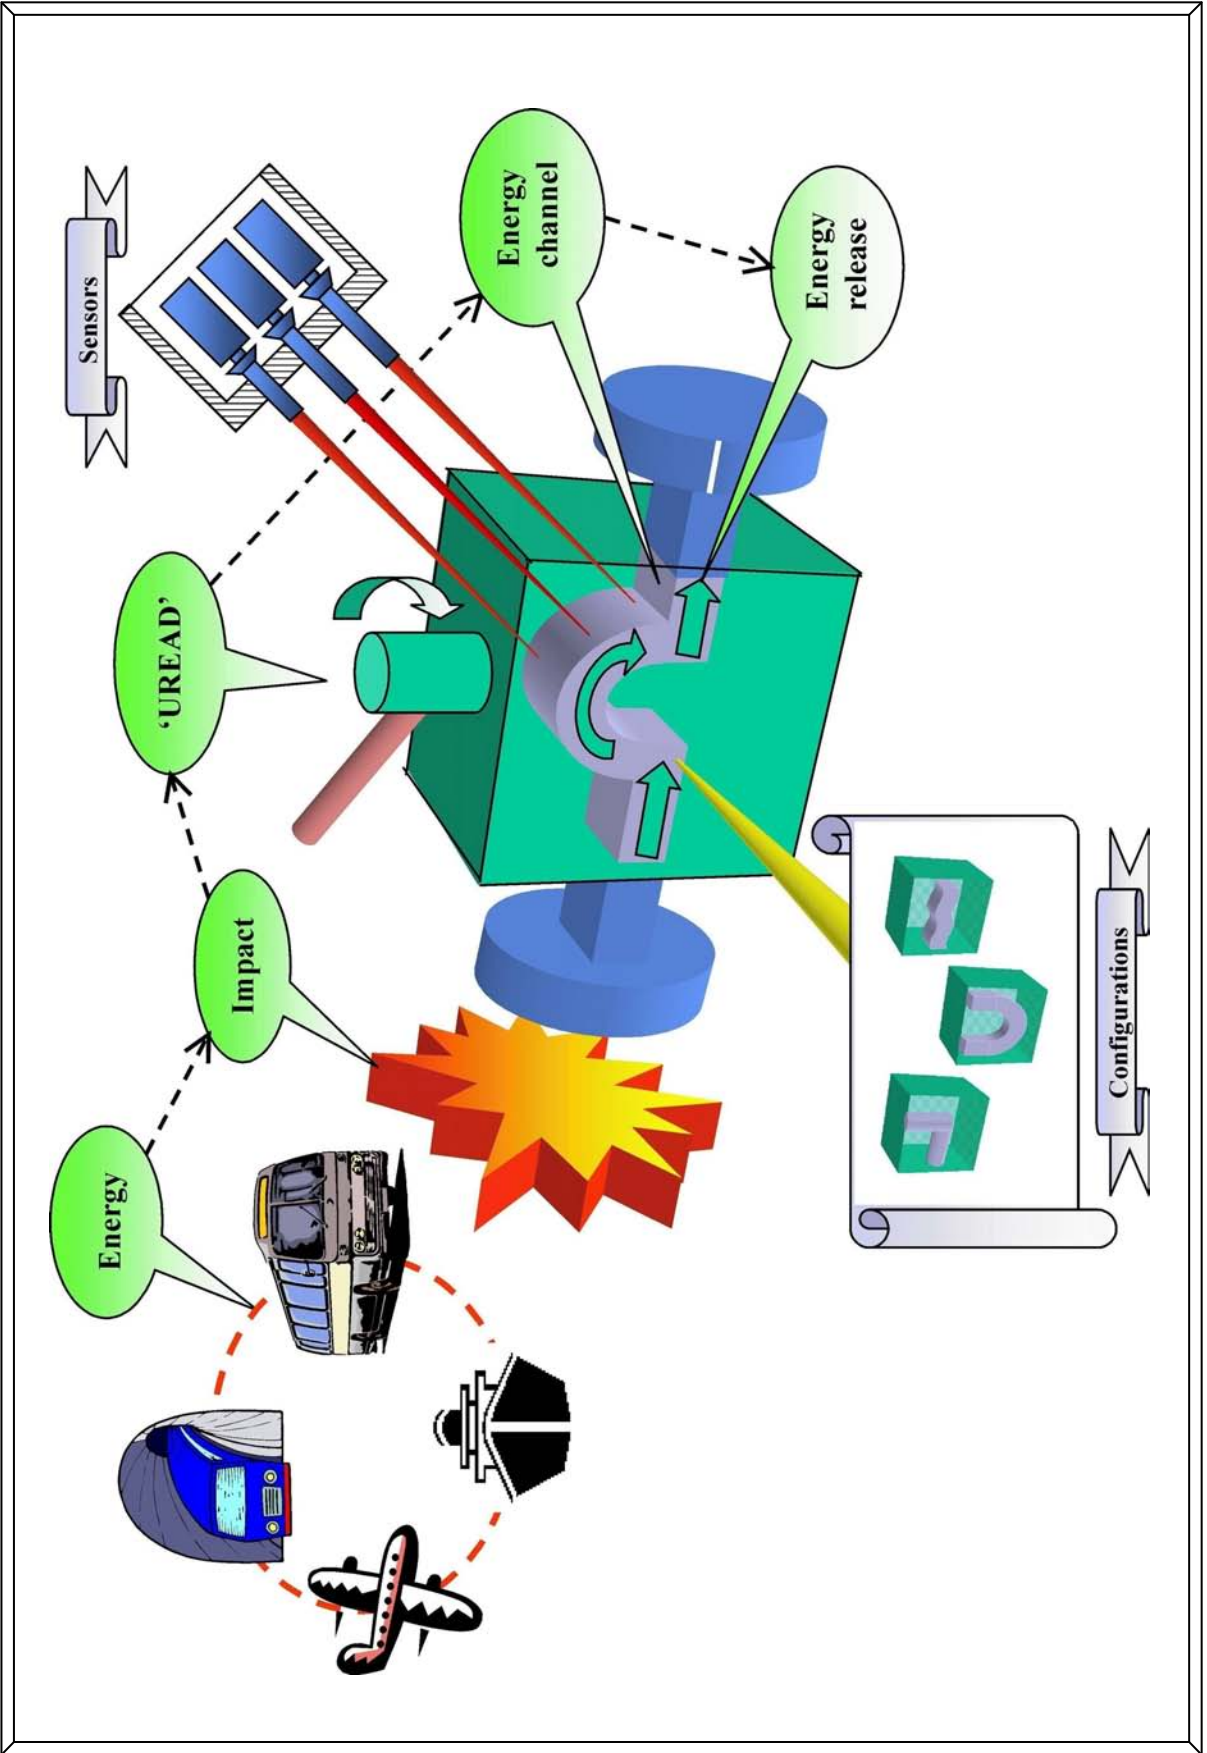 Sensors
Energy
channel
Energy
release
‘UREAD’
Impact
Energy
Configurations